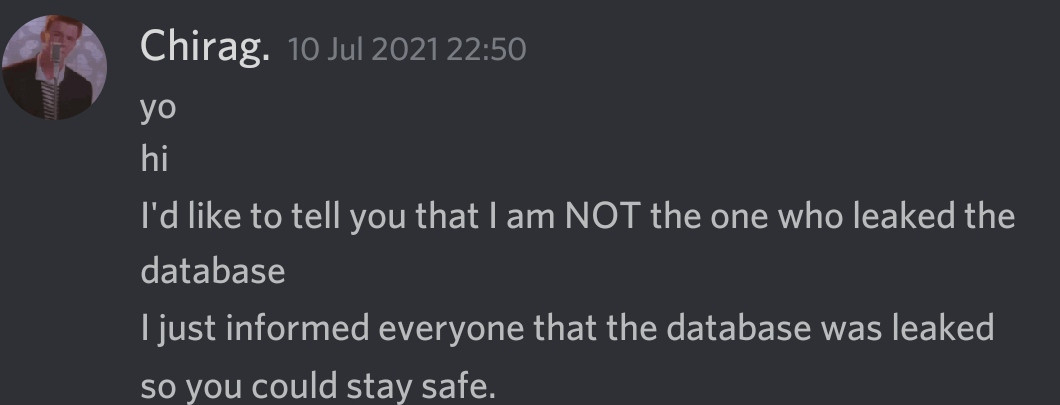 Chirag. 10 Jul 2021 22:50
yo
hi
I'd like to tell you that I am NOT the one who leaked the
database
I just informed everyone that the database was leaked
so you could stay safe.